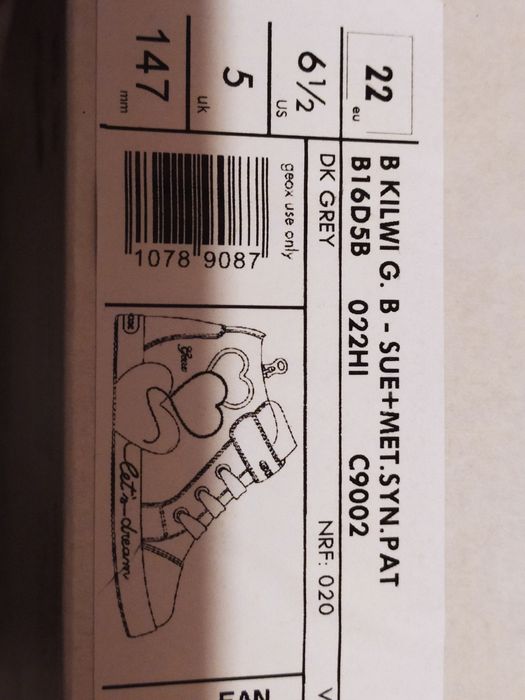 22 eu
6½ US
5 uk
147 mm
B KILWI G. B - SUE+MET.SYN.PAT
B16D5B 022HI C9002
DK GREY NRF: 020 V
geox use only
1078 9087
Geox
let's dream
EAN